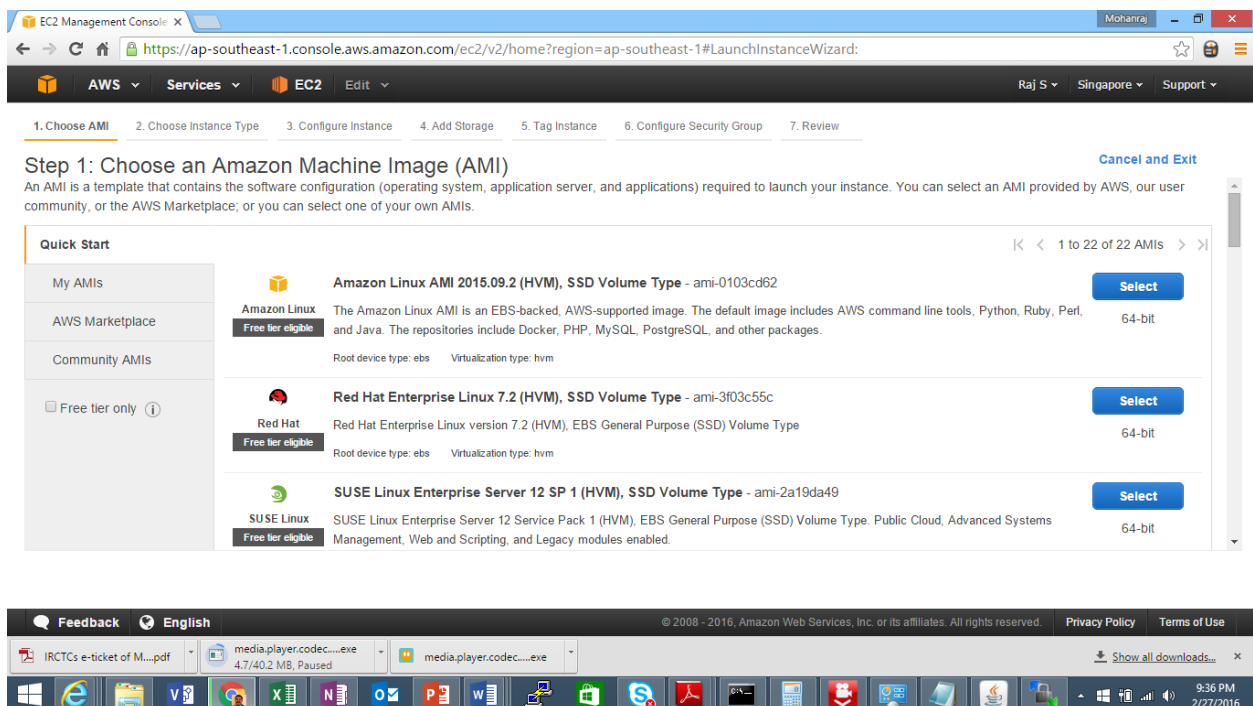 EC2 Management Console
Mohanraj
https://ap-southeast-1.console.aws.amazon.com/ec2/v2/home?region=ap-southeast-1#LaunchInstanceWizard:
AWS Services EC2 Edit Raj S Singapore Support
1. Choose AMI 2. Choose Instance Type 3. Configure Instance 4. Add Storage 5. Tag Instance 6. Configure Security Group 7. Review
Step 1: Choose an Amazon Machine Image (AMI)
Cancel and Exit
An AMI is a template that contains the software configuration (operating system, application server, and applications) required to launch your instance. You can select an AMI provided by AWS, our user
community, or the AWS Marketplace; or you can select one of your own AMIs.
Quick Start
1 to 22 of 22 AMIs
My AMIs
AWS Marketplace
Community AMIs
Free tier only
Amazon Linux
Free tier eligible
Amazon Linux AMI 2015.09.2 (HVM), SSD Volume Type - ami-0103cd62
The Amazon Linux AMI is an EBS-backed, AWS-supported image. The default image includes AWS command line tools, Python, Ruby, Perl,
and Java. The repositories include Docker, PHP, MySQL, PostgreSQL, and other packages.
Root device type: ebs Virtualization type: hvm
Select
64-bit
Red Hat
Free tier eligible
Red Hat Enterprise Linux 7.2 (HVM), SSD Volume Type - ami-3f03c55c
Red Hat Enterprise Linux version 7.2 (HVM), EBS General Purpose (SSD) Volume Type
Root device type: ebs Virtualization type: hvm
Select
64-bit
SUSE Linux
Free tier eligible
SUSE Linux Enterprise Server 12 SP 1 (HVM), SSD Volume Type - ami-2a19da49
SUSE Linux Enterprise Server 12 Service Pack 1 (HVM), EBS General Purpose (SSD) Volume Type. Public Cloud, Advanced Systems
Management, Web and Scripting, and Legacy modules enabled.
Select
64-bit
Feedback English
© 2008 - 2016, Amazon Web Services, Inc. or its affiliates. All rights reserved. Privacy Policy Terms of Use
IRCTCs e-ticket of M....pdf
media.player.codec.....exe
4.7/40.2 MB, Paused
media.player.codec.....exe
Show all downloads...
9:36 PM
2/27/2016